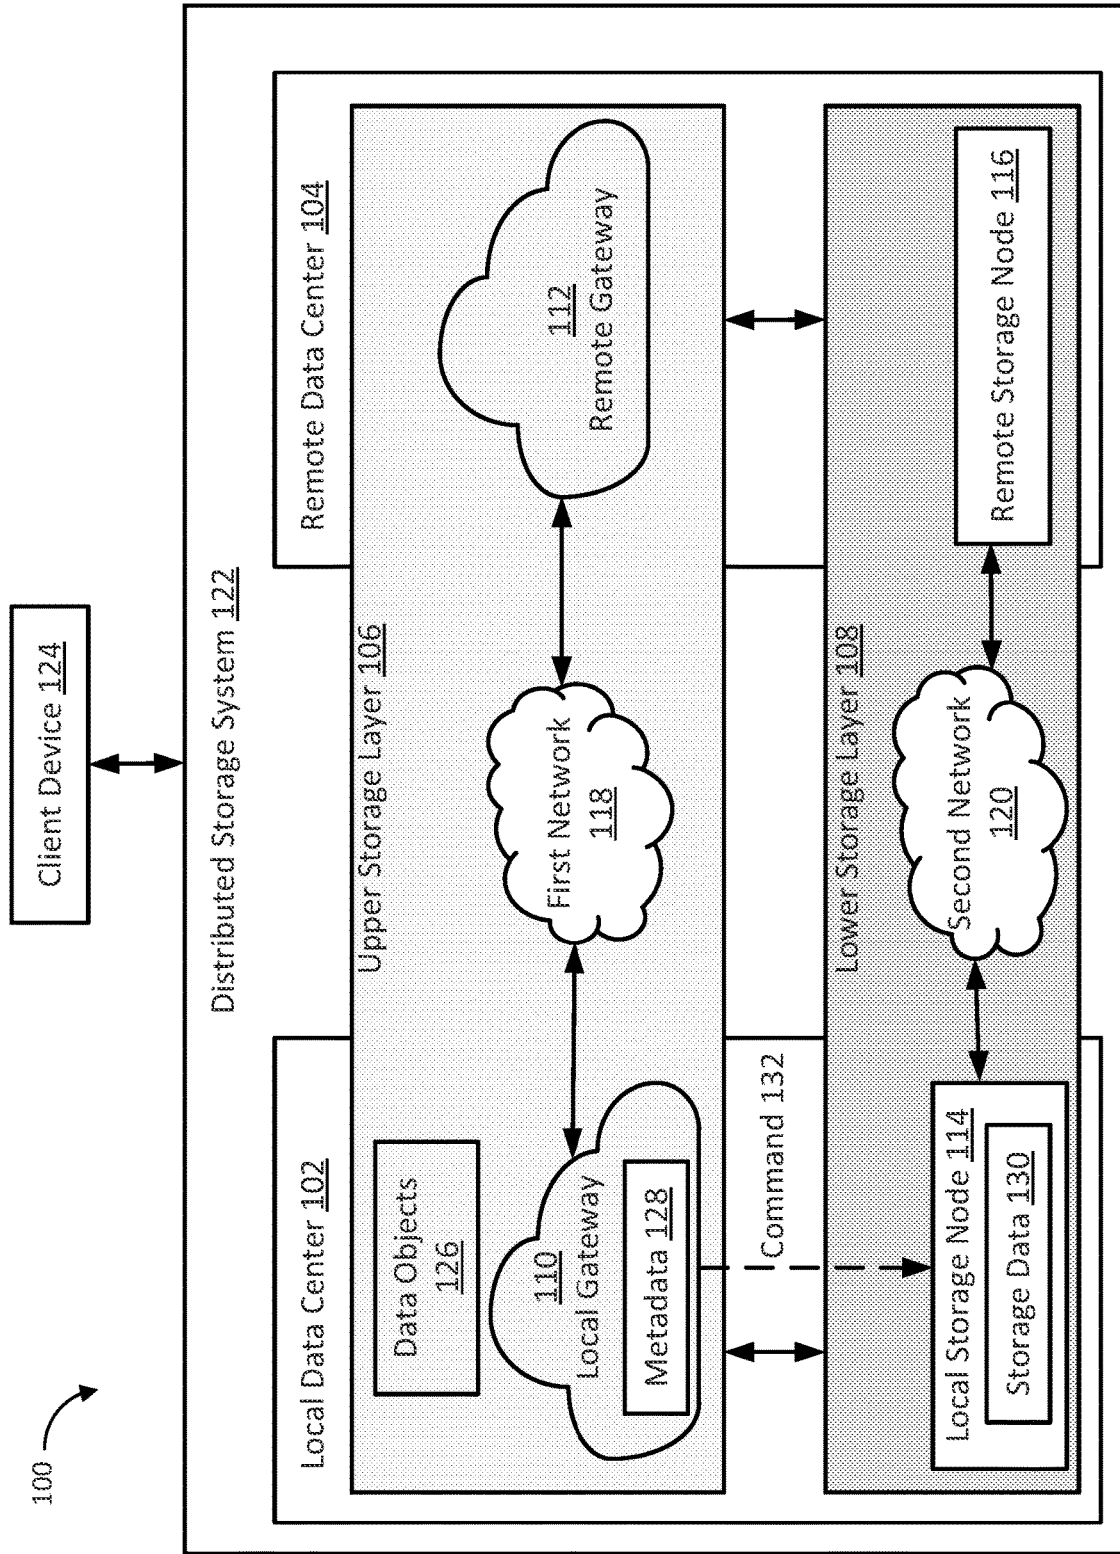 100
Client Device 124
Distributed Storage System 122
Local Data Center 102
Remote Data Center 104
Upper Storage Layer 106
Data Objects
126
110
Local Gateway
Metadata 128
First Network
118
112
Remote Gateway
Command 132
Lower Storage Layer 108
Local Storage Node 114
Storage Data 130
Second Network
120
Remote Storage Node 116